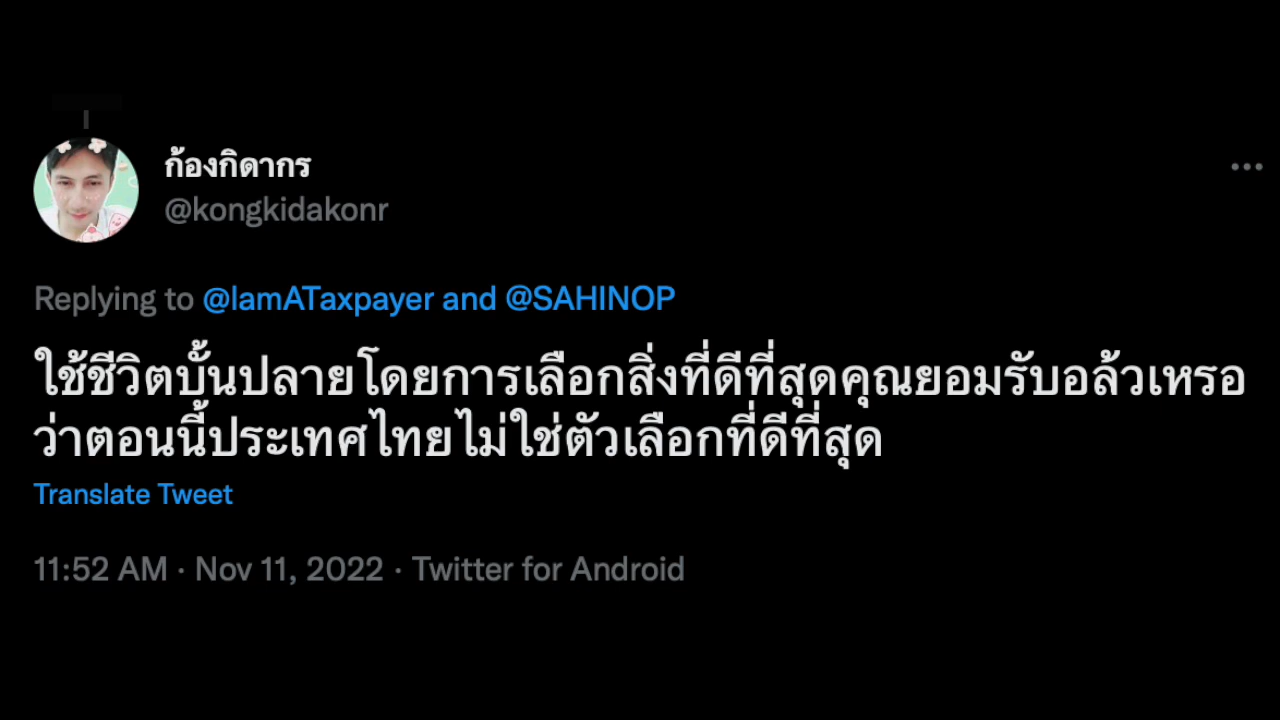 ก้องกิดากร
@kongkidakonr
Replying to @IamATaxpayer and @SAHINOP
ใช้ชีวิตบั้นปลายโดยการเลือกสิ่งที่ดีที่สุดคุณยอมรับอล้วเหรอ
ว่าตอนนี้ประเทศไทยไม่ใช่ตัวเลือกที่ดีที่สุด
Translate Tweet
11:52 AM · Nov 11, 2022 · Twitter for Android